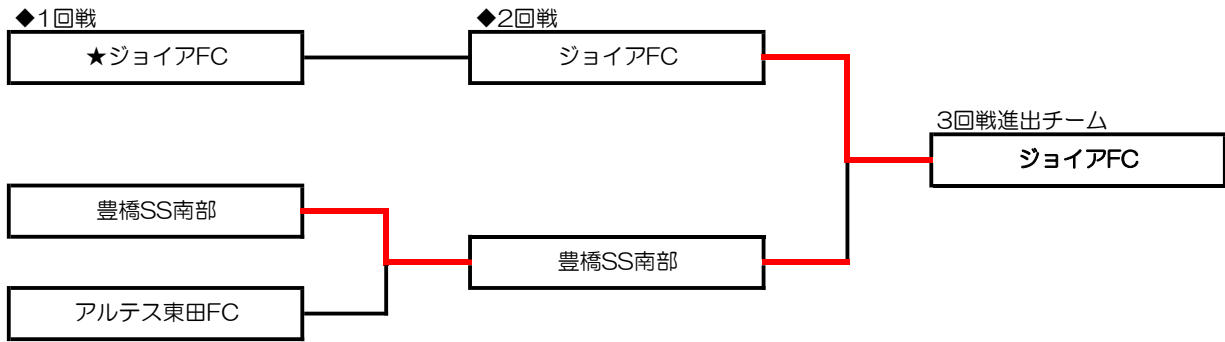 ◆1回戦
◆2回戦
★ジョイアFC
ジョイアFC
3回戦進出チーム
ジョイアFC
豊橋SS南部
豊橋SS南部
アルテス東田FC